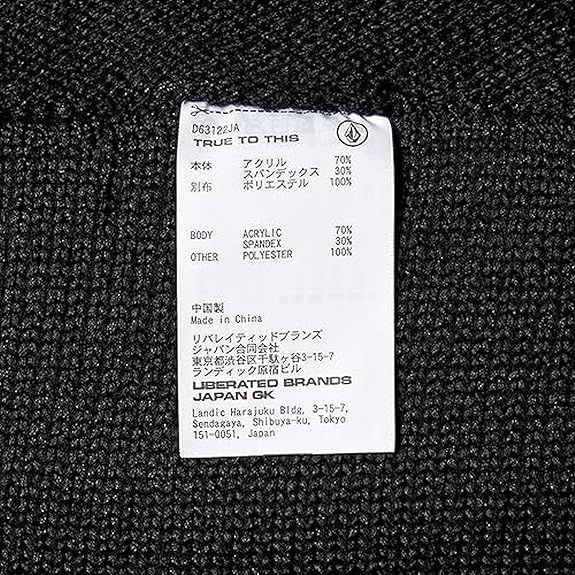 D63122JA
TRUE TO THIS
本体 アクリル 70%
スパンデックス 30%
別布 ポリエステル 100%
BODY ACRYLIC 70%
SPANDEX 30%
OTHER POLYESTER 100%
中国製
Made in China
リバレイティッドブランズ
ジャパン合同会社
東京都渋谷区千駄ヶ谷3-15-7
ランディック原宿ビル
LIBERATED BRANDS
JAPAN GK
Landic Harajuku Bldg, 3-15-7,
Sendagaya, Shibuya-ku, Tokyo
151-0051, Japan